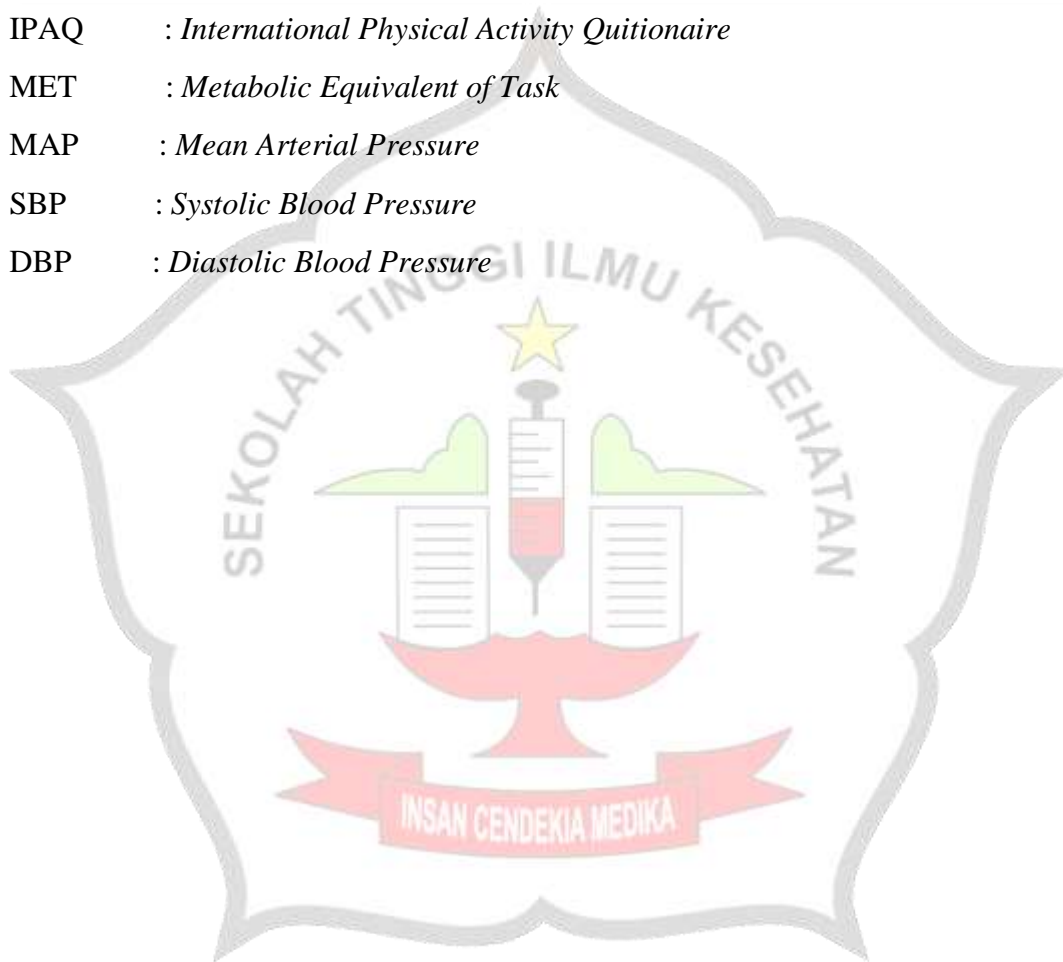 IPAQ : International Physical Activity Quitionaire
MET : Metabolic Equivalent of Task
MAP : Mean Arterial Pressure
SBP : Systolic Blood Pressure
DBP : Diastolic Blood Pressure
SEKOLAH TINGGI ILMU KESEHATAN
INSAN CENDEKIA MEDIKA